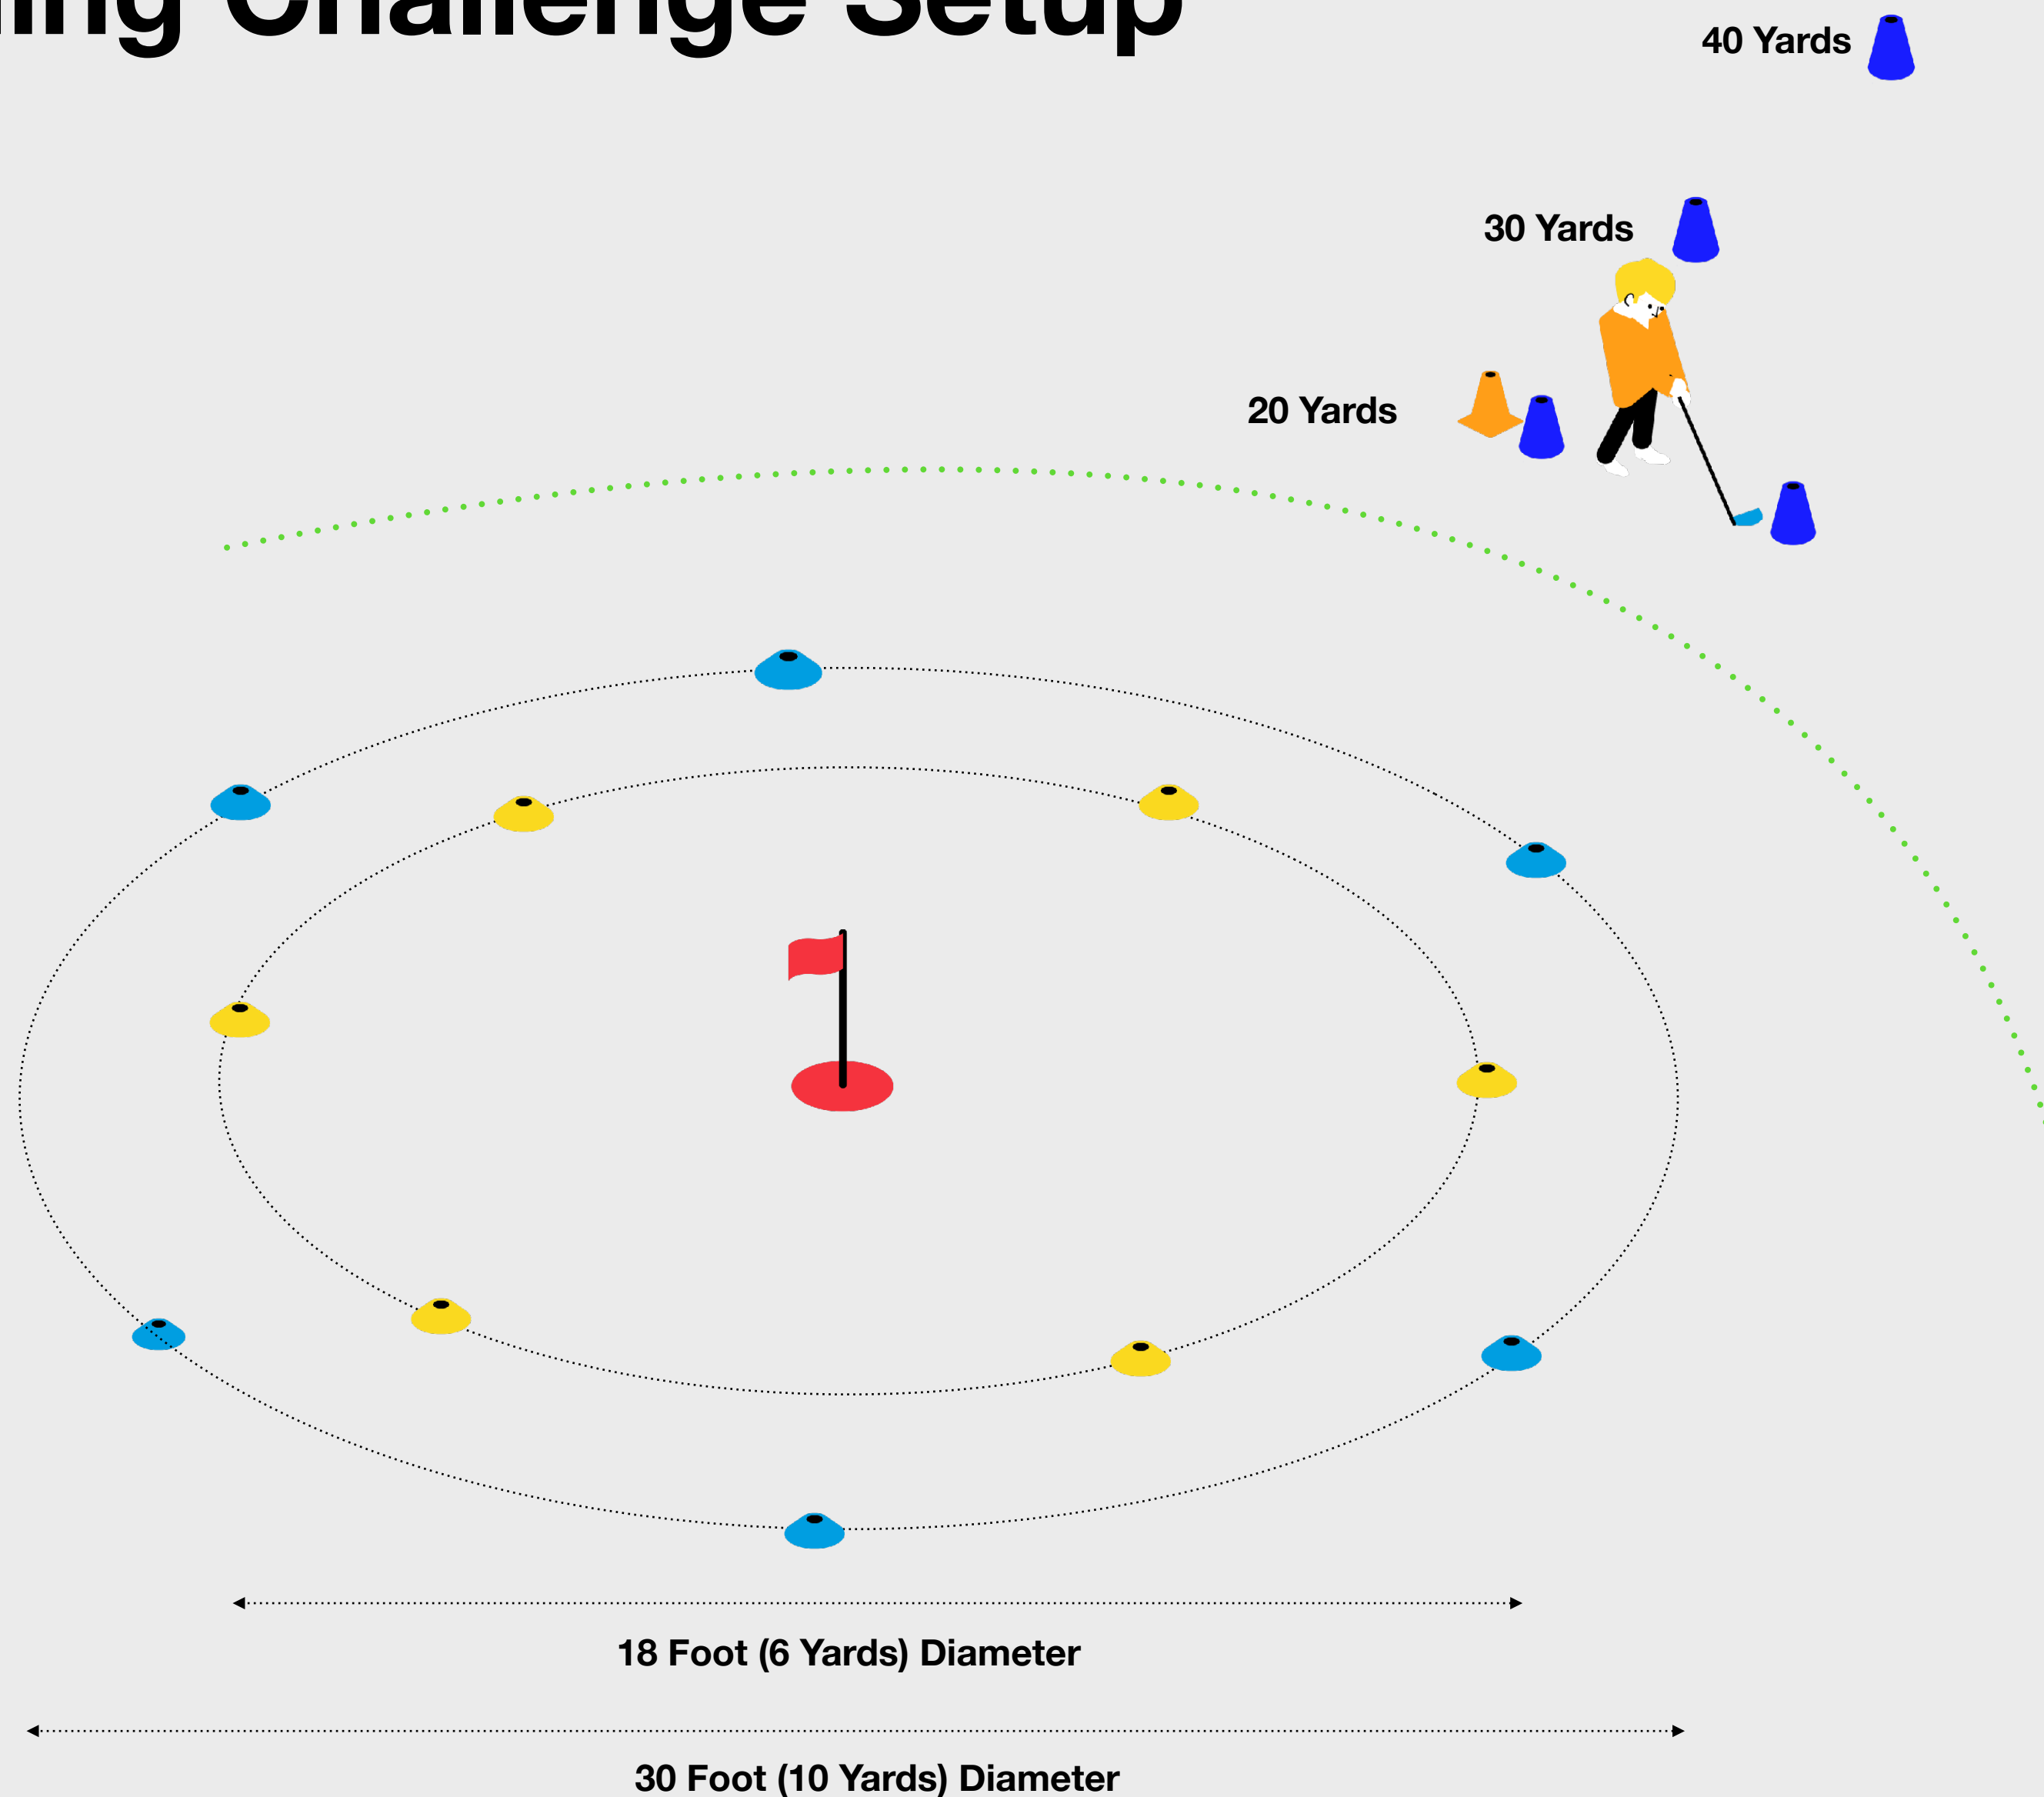 Challenge Setup
40 Yards
30 Yards
20 Yards
18 Foot (6 Yards) Diameter
30 Foot (10 Yards) Diameter